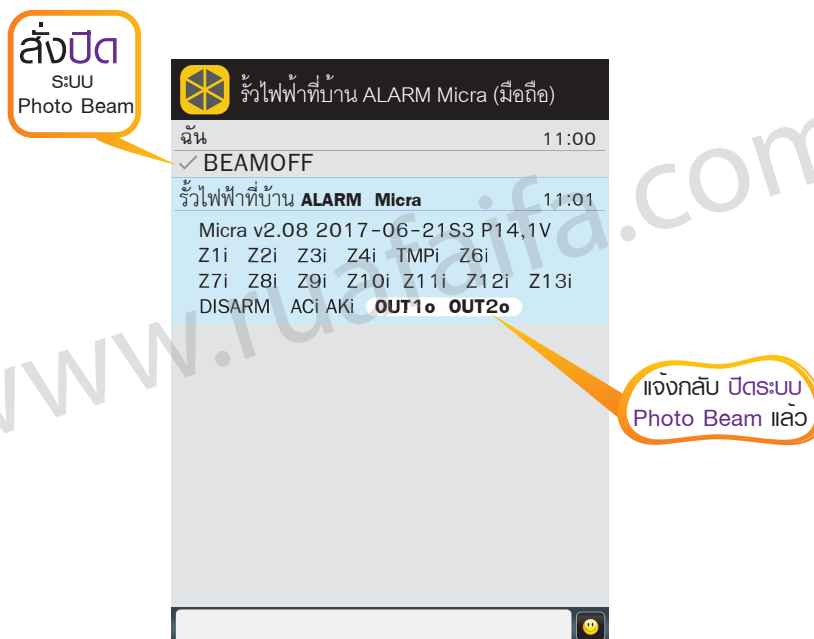 สั่งปิด
ระบบ
Photo Beam
รั้วไฟฟ้าที่บ้าน ALARM Micra (มือถือ)
ฉัน 11:00
✓ BEAMOFF
รั้วไฟฟ้าที่บ้าน ALARM Micra 11:01
Micra v2.08 2017-06-21S3 P14,1V
Z1i Z2i Z3i Z4i TMPi Z6i
Z7i Z8i Z9i Z10i Z11i Z12i Z13i
DISARM ACi AKi OUT1o OUT2o
แจ้งกลับ ปิดระบบ
Photo Beam แล้ว
www.ruafaifa.com